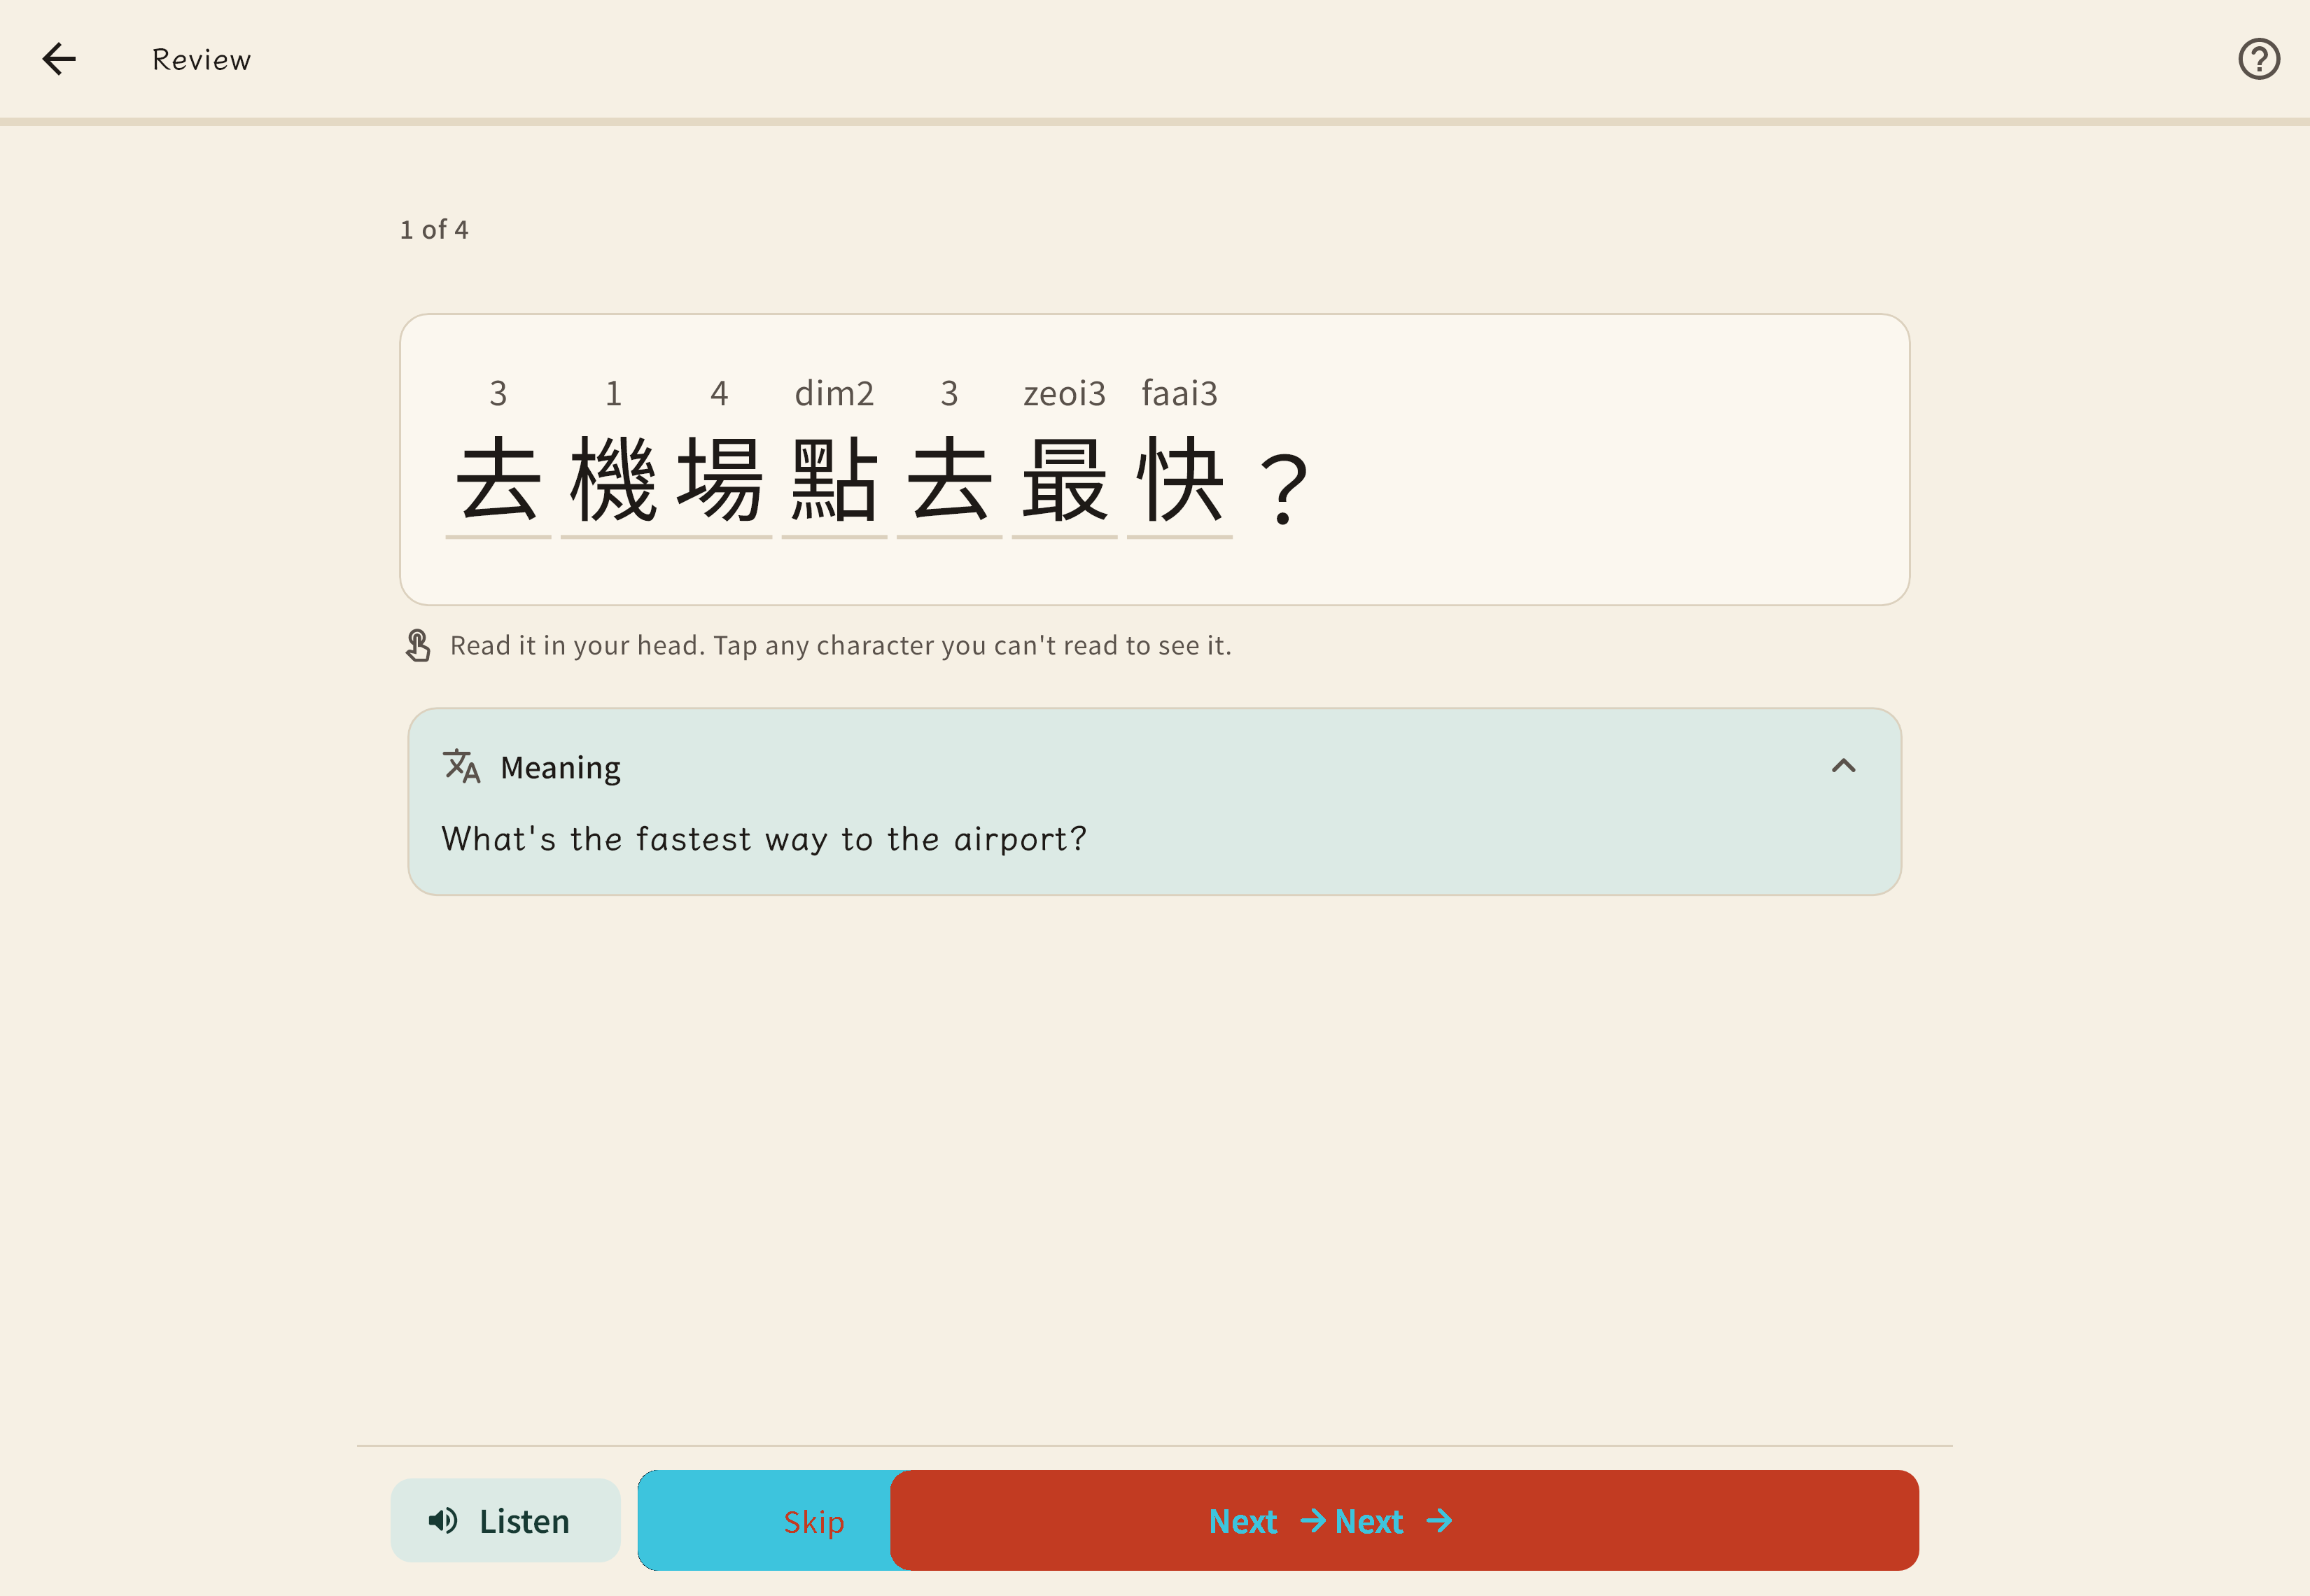 Review
1 of 4
3 1 4 dim2 3 zeoi3 faai3
去機場點去最快？
Read it in your head. Tap any character you can't read to see it.
Meaning
What's the fastest way to the airport?
Listen
Skip
Next → Next →